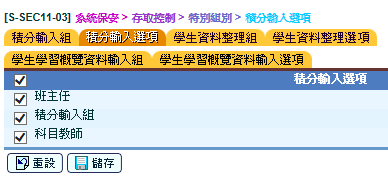 [S-SEC11-03] 系統保安 > 存取控制 > 特別組別 > 積分輸入選項
積分輸入組 積分輸入選項 學生資料整理組 學生資料整理選項
學生學習概覽資料輸入組 學生學習概覽資料輸入選項
積分輸入選項
班主任
積分輸入組
科目教師
重設 儲存